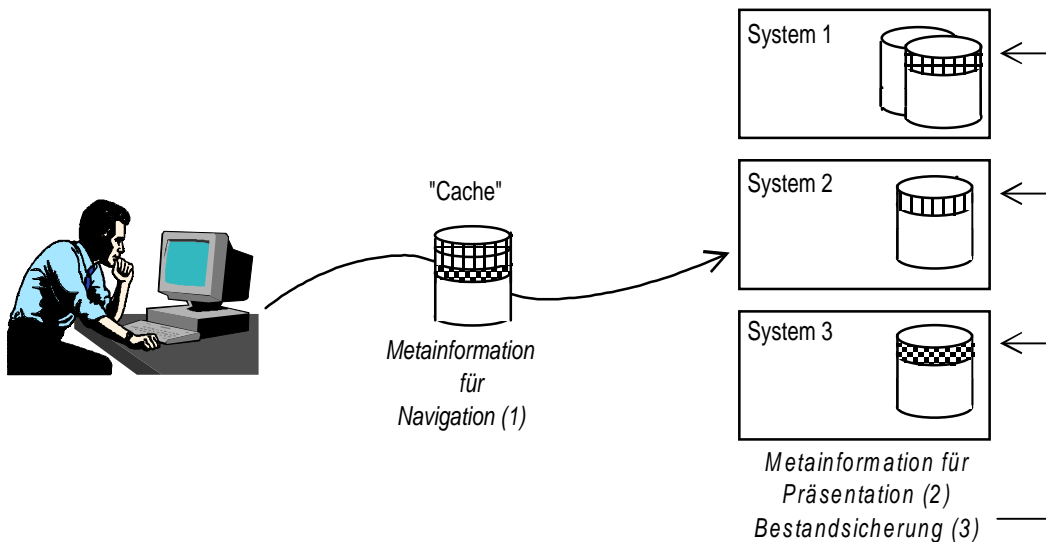 System 1
System 2
"Cache"
System 3
Metainformation
für
Navigation (1)
Metainformation für
Präsentation (2)
Bestandsicherung (3)